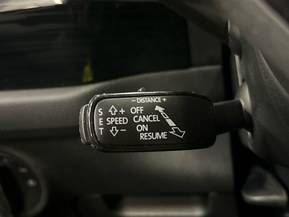 - DISTANCE +
S + OFF
E SPEED CANCEL
T - ON
RESUME